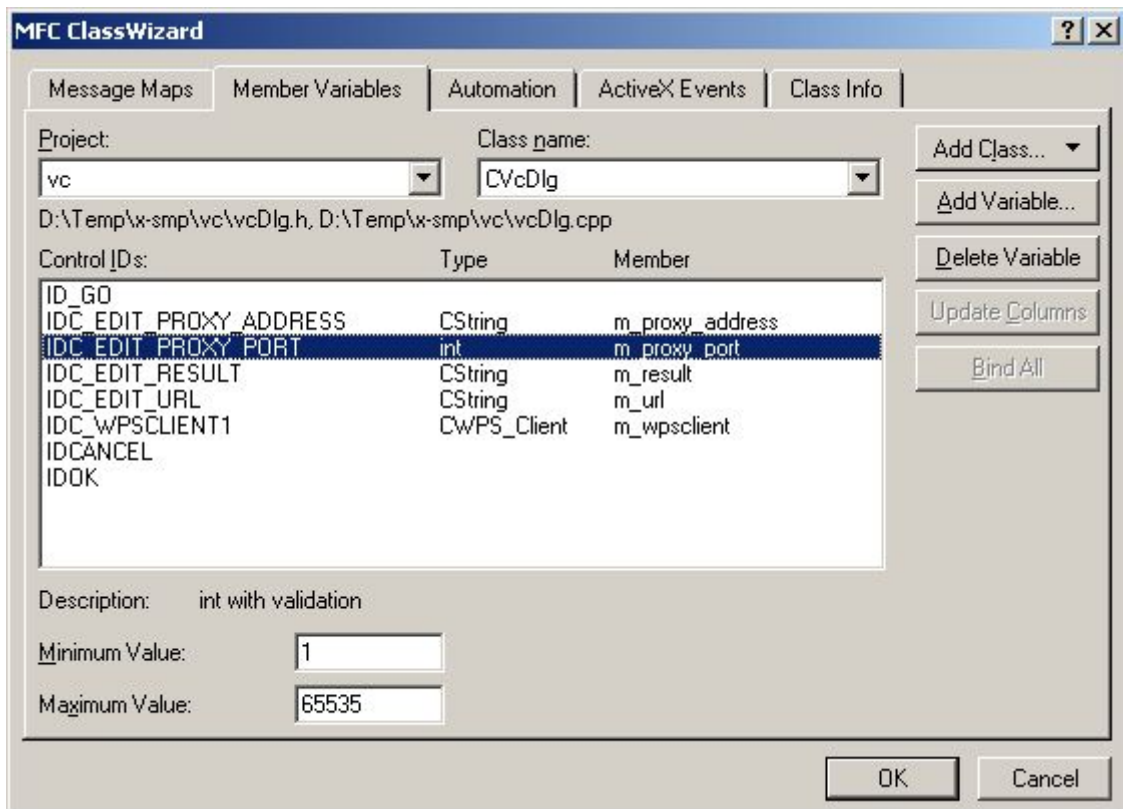 MFC ClassWizard
Message Maps Member Variables Automation ActiveX Events Class Info
Project: Class name:
vc CVcDlg
Add Class...
D:\Temp\x-smp\vc\vcDlg.h, D:\Temp\x-smp\vc\vcDlg.cpp
Add Variable...
Control IDs: Type Member
Delete Variable
ID_GO
IDC_EDIT_PROXY_ADDRESS CString m_proxy_address
Update Columns
IDC_EDIT_PROXY_PORT int m_proxy_port
IDC_EDIT_RESULT CString m_result
Bind All
IDC_EDIT_URL CString m_url
IDC_WPSCLIENT1 CWPS_Client m_wpsclient
IDCANCEL
IDOK
Description: int with validation
Minimum Value: 1
Maximum Value: 65535
OK Cancel